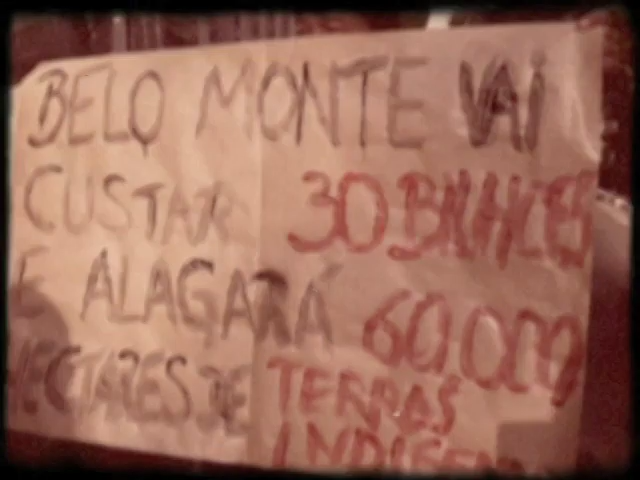 BELO MONTE VAI
CUSTAR 30 BILHÕES
E ALAGARÁ 60.000
HECTARES DE TERRAS